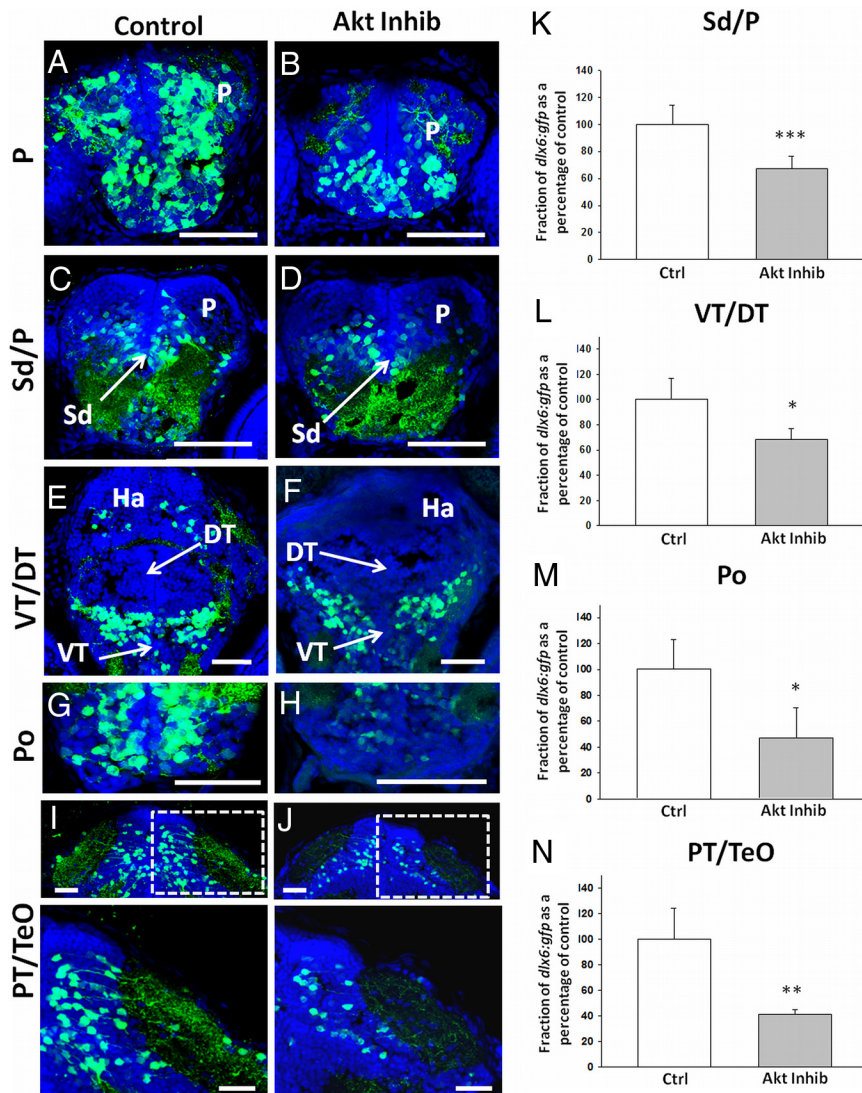 Control
Akt Inhib
A
P
B
P
P
C
P
Sd
D
P
Sd
Sd/P
E
Ha
DT
VT
F
Ha
DT
VT
VT/DT
G
H
Po
I
J
PT/TeO
K
Sd/P
Fraction of dlx6:gfp as a
percentage of control
140
120
100
80
60
40
20
0
***
Ctrl
Akt Inhib
L
VT/DT
Fraction of dlx6:gfp as a
percentage of control
140
120
100
80
60
40
20
0
*
Ctrl
Akt Inhib
M
Po
Fraction of dlx6:gfp as a
percentage of control
140
120
100
80
60
40
20
0
*
Ctrl
Akt Inhib
N
PT/TeO
Fraction of dlx6:gfp as a
percentage of control
140
120
100
80
60
40
20
0
**
Ctrl
Akt Inhib